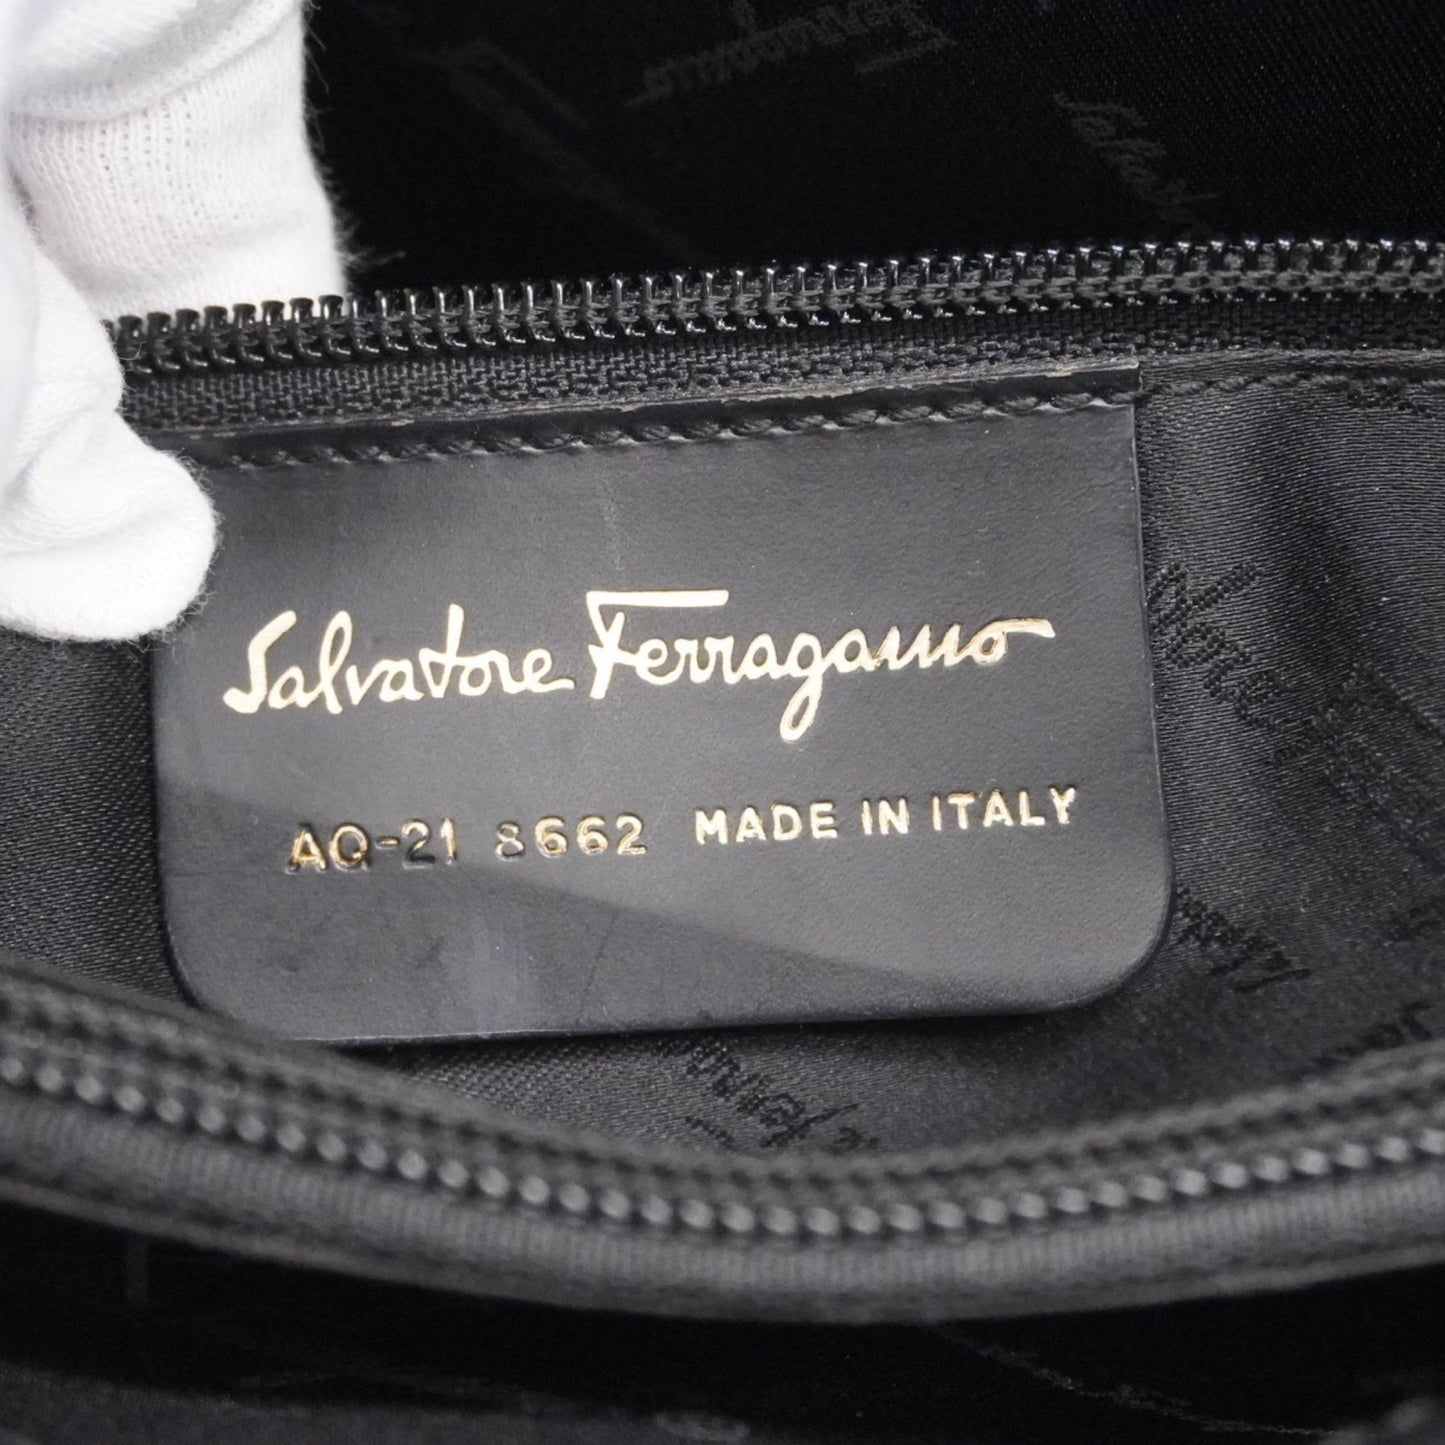 Salvatore Ferragamo
AQ-21 8662 MADE IN ITALY